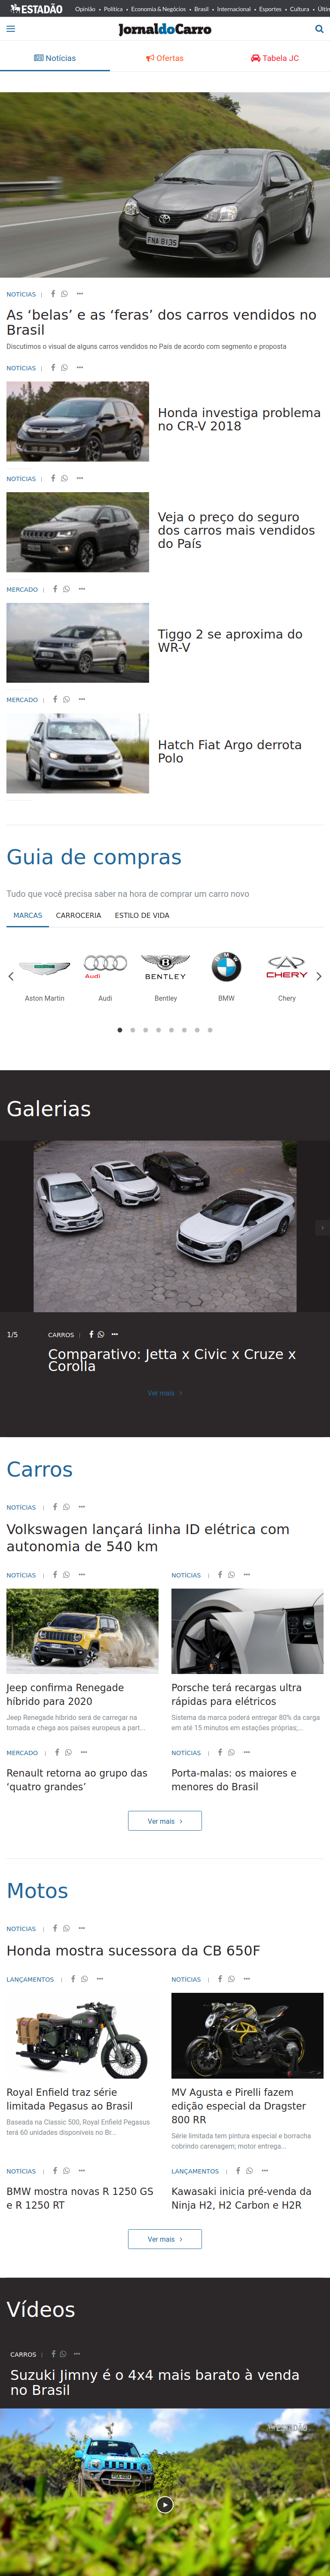 ESTADÃO Opinião • Política • Economia & Negócios • Brasil • Internacional • Esportes • Cultura •
JornaldoCarro
Notícias Ofertas Tabela JC
FNA 8I35
NOTÍCIAS |
As ‘belas’ e as ‘feras’ dos carros vendidos no Brasil
Discutimos o visual de alguns carros vendidos no País de acordo com segmento e proposta
NOTÍCIAS |
Honda investiga problema no CR-V 2018
NOTÍCIAS |
Veja o preço do seguro dos carros mais vendidos do País
MERCADO |
Tiggo 2 se aproxima do WR-V
MERCADO |
Hatch Fiat Argo derrota Polo
Guia de compras
Tudo que você precisa saber na hora de comprar um carro novo
MARCAS CARROCERIA ESTILO DE VIDA
Audi BENTLEY BMW CHERY
Aston Martin Audi Bentley BMW Chery
Galerias
1/5 CARROS |
Comparativo: Jetta x Civic x Cruze x Corolla
Ver mais
Carros
NOTÍCIAS |
Volkswagen lançará linha ID elétrica com autonomia de 540 km
NOTÍCIAS |
Jeep confirma Renegade híbrido para 2020
Jeep Renegade híbrido será de carregar na tomada e chega aos países europeus a part...
NOTÍCIAS |
Porsche terá recargas ultra rápidas para elétricos
Sistema da marca poderá entregar 80% da carga em até 15 minutos em estações próprias;...
MERCADO |
Renault retorna ao grupo das ‘quatro grandes’
NOTÍCIAS |
Porta-malas: os maiores e menores do Brasil
Ver mais
Motos
NOTÍCIAS |
Honda mostra sucessora da CB 650F
LANÇAMENTOS |
Royal Enfield traz série limitada Pegasus ao Brasil
Baseada na Classic 500, Royal Enfield Pegasus terá 60 unidades disponíveis no Br...
NOTÍCIAS |
MV Agusta e Pirelli fazem edição especial da Dragster 800 RR
Série limitada tem pintura especial e borracha cobrindo carenagem; motor entrega...
NOTÍCIAS |
BMW mostra novas R 1250 GS e R 1250 RT
LANÇAMENTOS |
Kawasaki inicia pré-venda da Ninja H2, H2 Carbon e H2R
Ver mais
Vídeos
CARROS |
Suzuki Jimny é o 4x4 mais barato à venda no Brasil
ESTADÃO